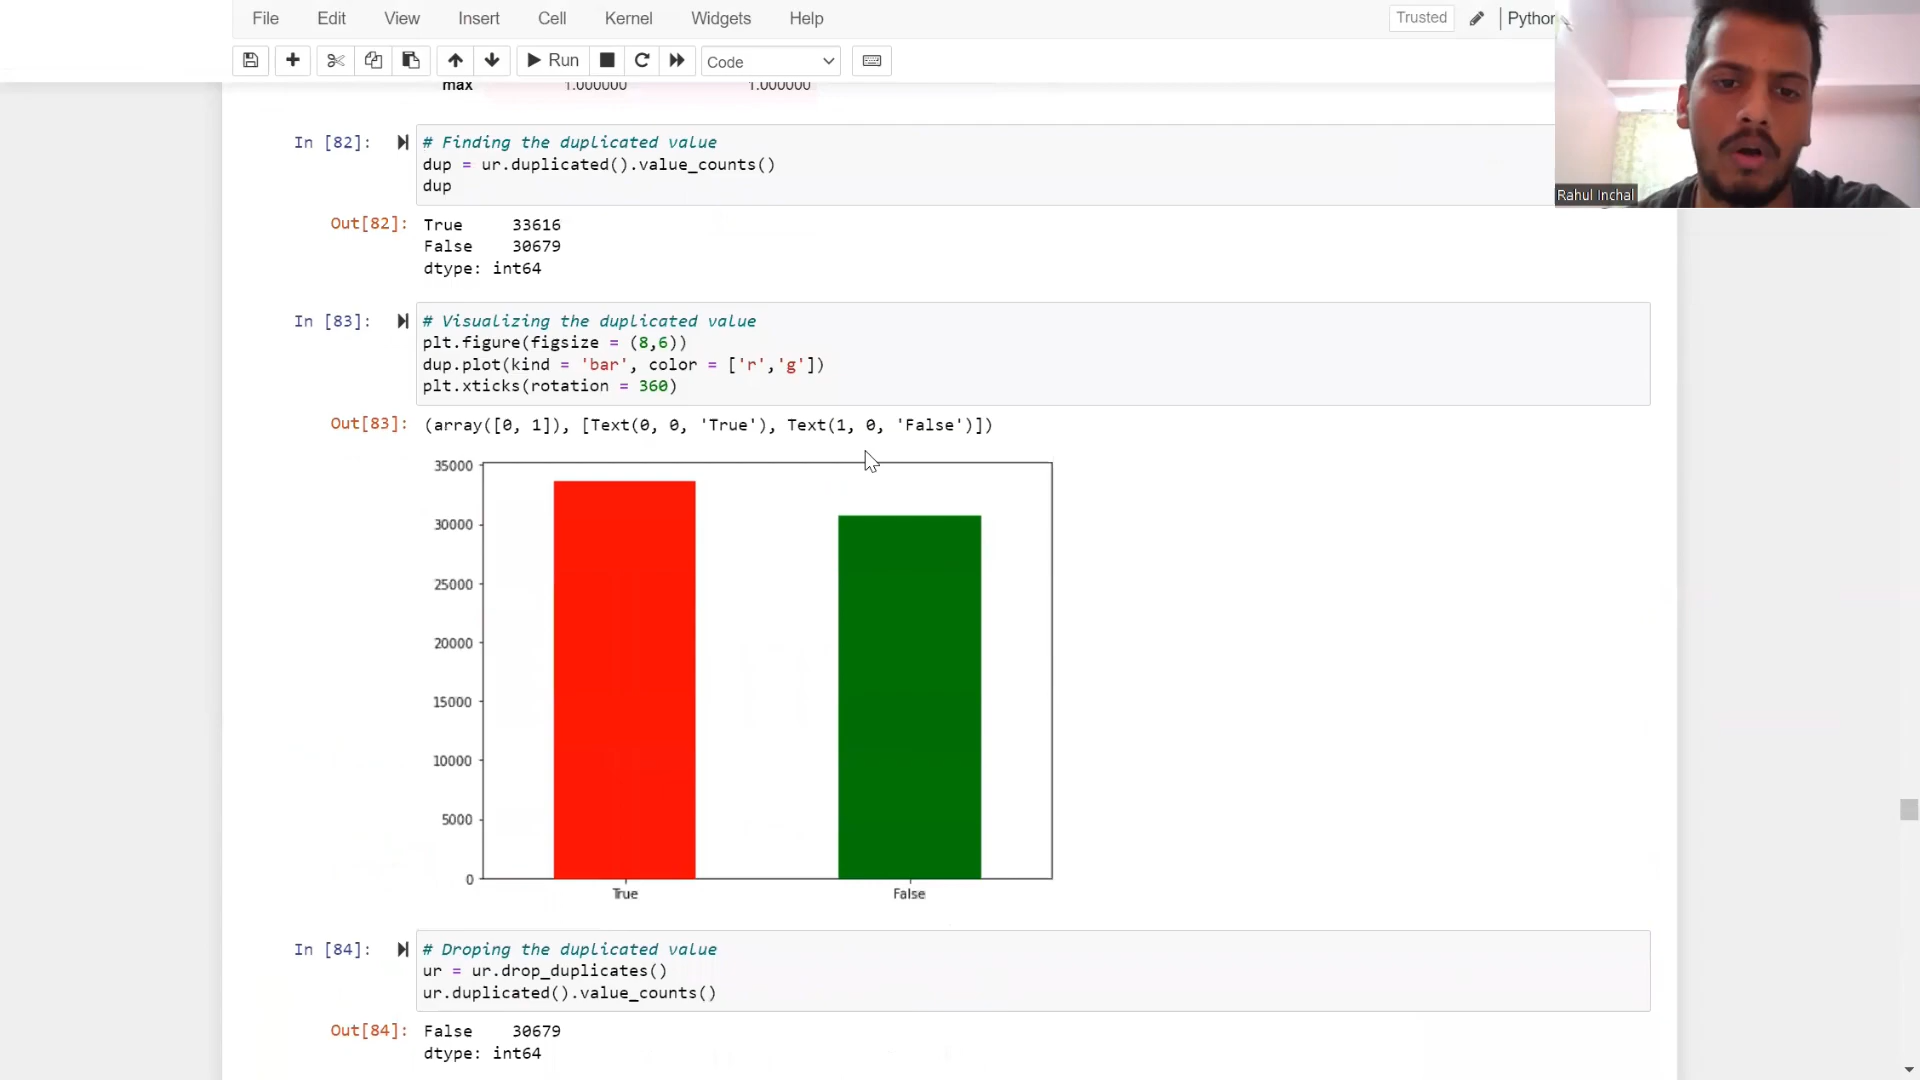 File Edit View Insert Cell Kernel Widgets Help Trusted Python
Run Code
max 1.000000 1.000000
In [82]: # Finding the duplicated value
dup = ur.duplicated().value_counts()
dup
Rahul Inchal
Out[82]: True 33616
False 30679
dtype: int64
In [83]: # Visualizing the duplicated value
plt.figure(figsize = (8,6))
dup.plot(kind = 'bar', color = ['r','g'])
plt.xticks(rotation = 360)
Out[83]: (array([0, 1]), [Text(0, 0, 'True'), Text(1, 0, 'False')])
35000
30000
25000
20000
15000
10000
5000
0
True False
In [84]: # Droping the duplicated value
ur = ur.drop_duplicates()
ur.duplicated().value_counts()
Out[84]: False 30679
dtype: int64